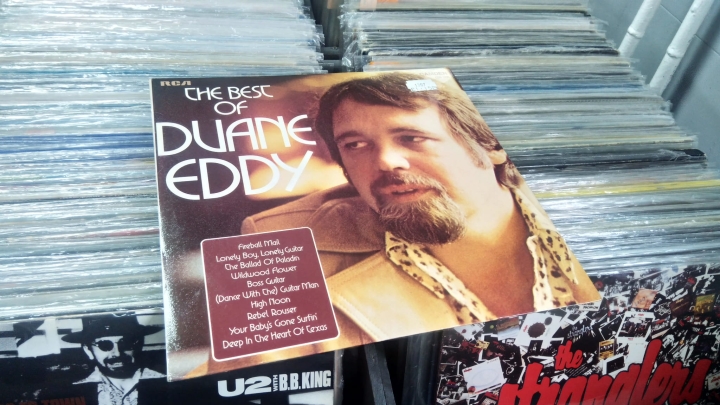 RCA
THE BEST
OF
DUANE
EDDY
Fireball Mail
Lonely Boy, Lonely Guitar
The Ballad Of Paladin
Wildwood Flower
Boss Guitar
(Dance With The) Guitar Man
High Noon
Rebel Rouser
Your Baby's Gone Surfin'
Deep In The Heart Of Texas
U2 WITH B.B.KING
the
stranglers